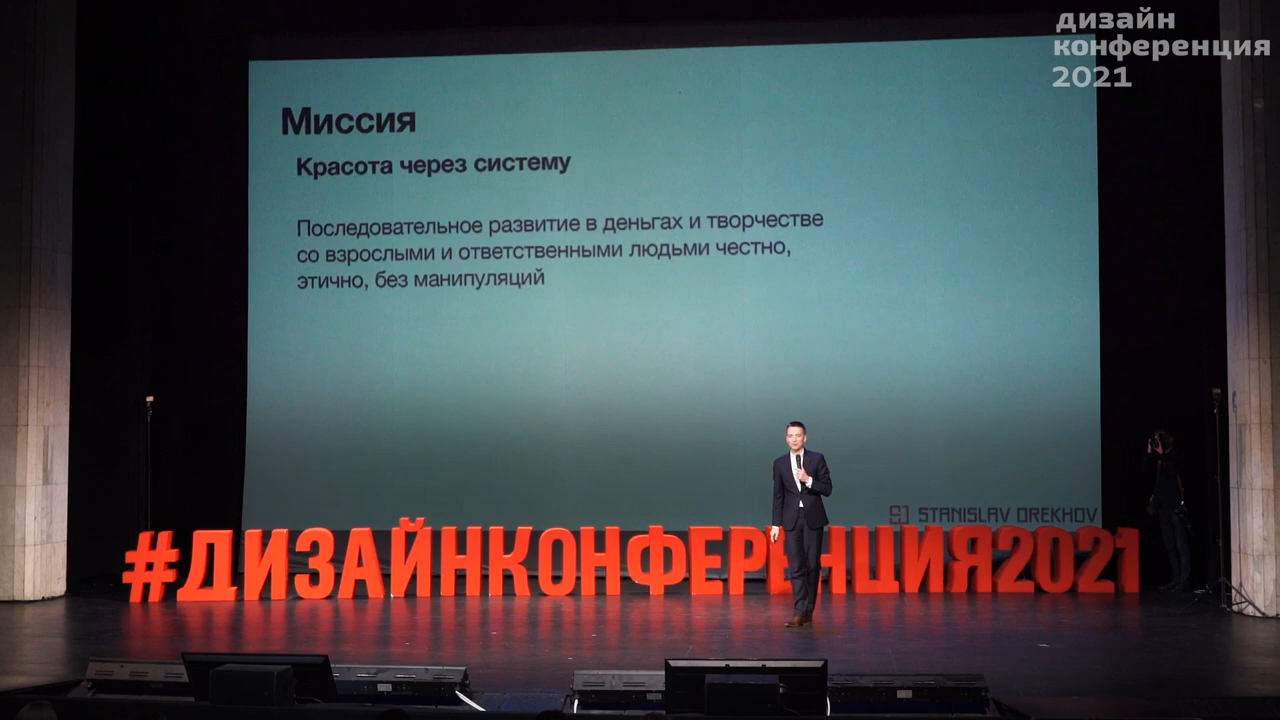 дизайн
конференция
2021
Миссия
Красота через систему
Последовательное развитие в деньгах и творчестве
со взрослыми и ответственными людьми честно,
этично, без манипуляций
STANISLAV OREKHOV
#ДИЗАЙНКОНФЕРЕНЦИЯ2021